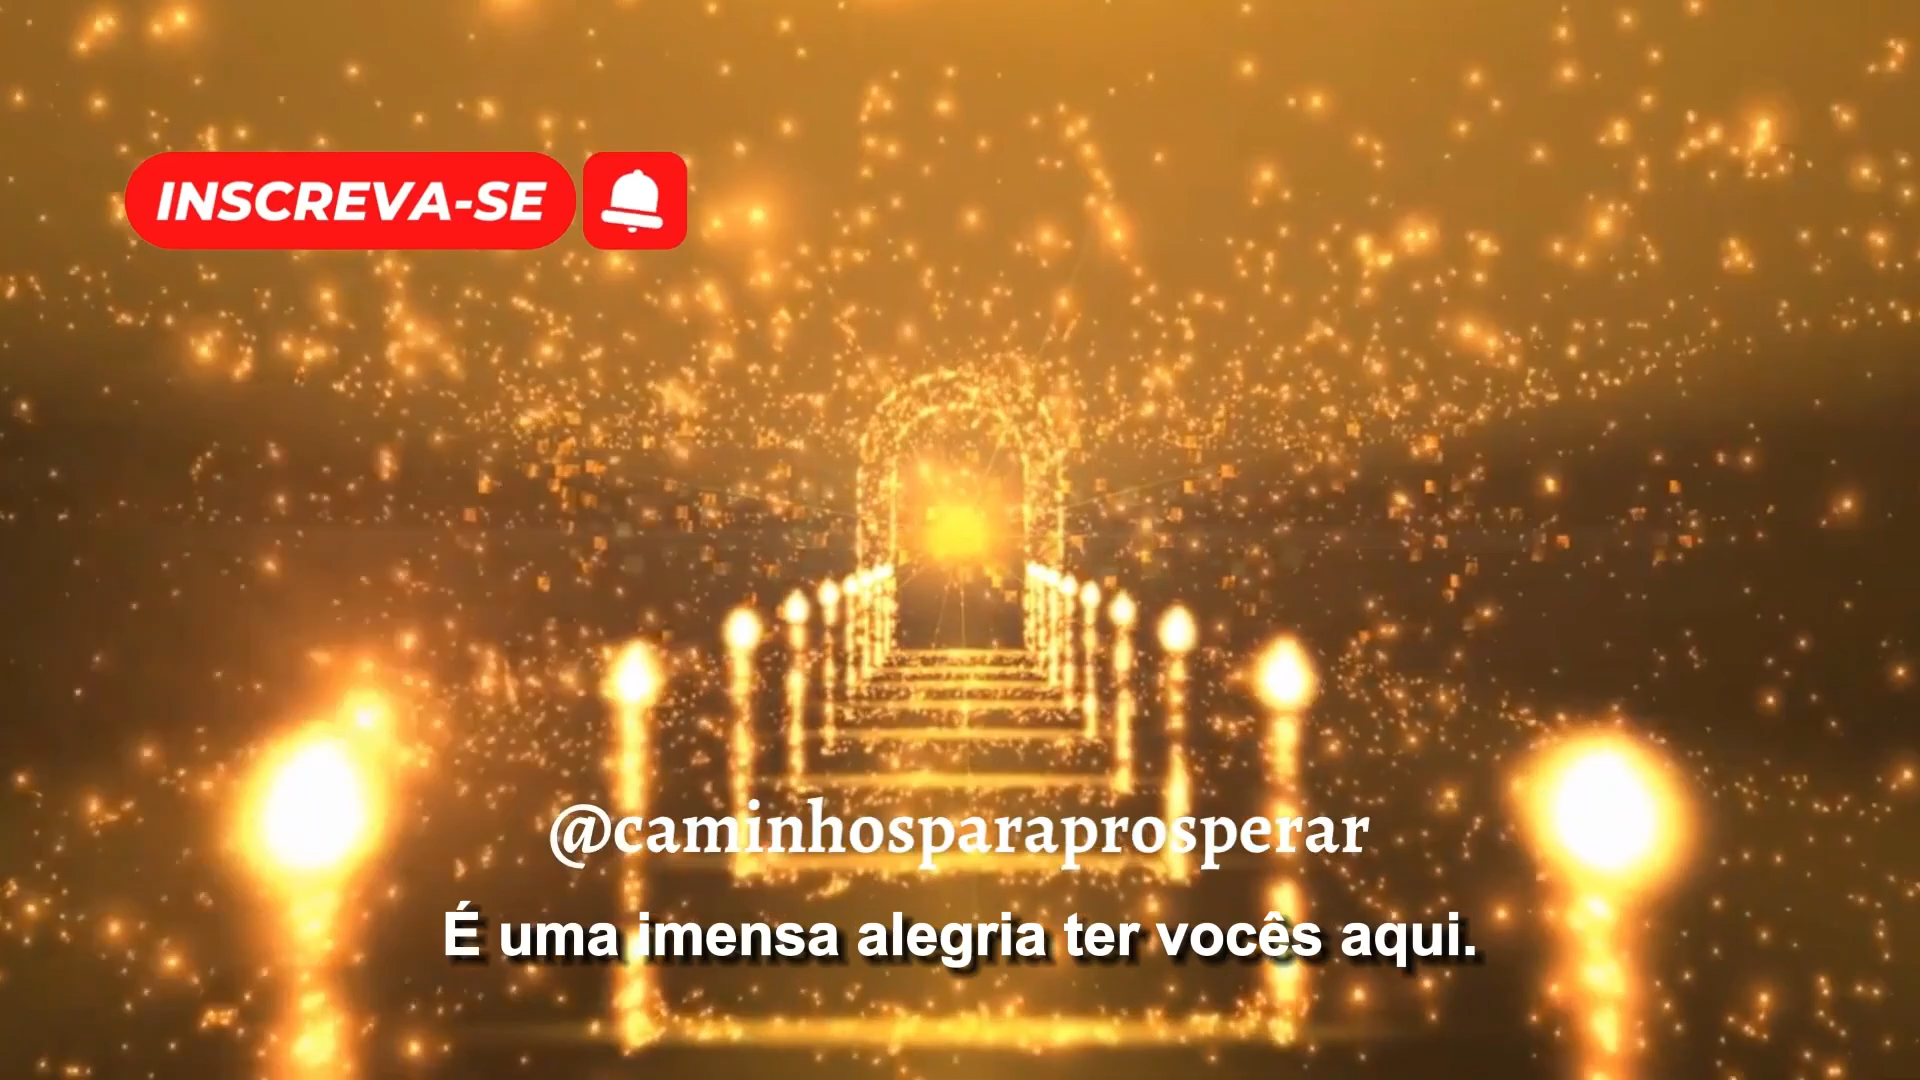 INSCREVA-SE
@caminhosparaprosperar
É uma imensa alegria ter vocês aqui.